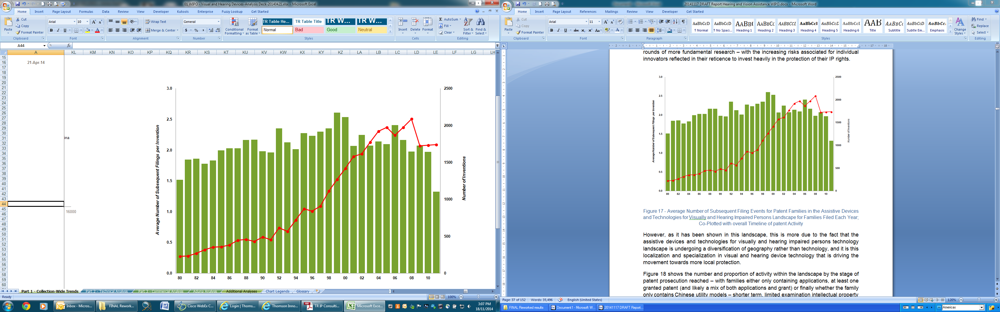 01 WIPO - Visual and Hearing Devices-Analysis Deck-20140421.xlsx - Microsoft Excel
Home Insert Page Layout Formulas Data Review View Developer Kutools Enterprise Fuzzy Lookup Get Started
Paste Cut Copy Format Painter Clipboard
Arial 10 Font
Wrap Text Merge & Center Alignment
General Number
Conditional Formatting Format as Table
TR Table He... TR Table Title TR W... TR W...
Normal Bad Good Neutral
Styles
Insert Delete Format Cells
AutoSum Fill Clear Sort & Filter Find & Select Editing
A44 fx
A KL KM KN KO KP KQ KR KS KT KU KV KW KX KY KZ LA LB LC LD LE LF LG LH
15
16 21-Apr-14
17
18
19
20
21
22
23
24
25
26
27
28
29
30
31 ina
32
33
34
35
36
37
38
39
40
41
42
43
44
45
46 16000
47
48
49
50
51
52
53
54
55
56
57
58
59
60
3.0
2.5
2.0
1.5
1.0
0.5
0.0
Average Number of Subsequent Filings per Invention
80 82 84 86 88 90 92 94 96 98 00 02 04 06 08 10
2500
2000
1500
1000
500
0
Number of Inventions
Part 1 - Collection-Wide Trends Part 2 - Technical Analysis Part 3 - Commercial Analysis Aduna Analysis Additional Analyses Chart Legends Glossary
Ready 100%
Inbox - Micros... FINAL Rework... Cisco WebEx C... Login | Thoms... Thomson Inno... TR IP Consulti... Microsoft Exce...
3:07 PM
18/11/2014
20141117 DRAFT Report Hearing and Vision Assistance WIPO.docx - Microsoft Word
Home Insert Page Layout References Mailings Review View Developer Get Started
Paste Cut Copy Format Painter Clipboard
Arial 11 Font
Paragraph
¶ Normal ¶ No Spaci... Heading 1 Heading 2 Heading 3 Heading 4 Heading 5 Heading 6 Title Subtitle Subtle Em... Emphasis
Styles
Change Styles
Find Replace Select Editing
rounds of more fundamental research – with the increasing risks associated for individual
innovators reflected in their reticence to invest heavily in the protection of their IP rights.
3.0
2.5
2.0
1.5
1.0
0.5
0.0
Average Number of Subsequent Filings per Invention
80 82 84 86 88 90 92 94 96 98 00 02 04 06 08 10
2500
2000
1500
1000
500
0
Number of Inventions
Figure 17 - Average Number of Subsequent Filing Events for Patent Families in the Assistive Devices
and Technologies for Visually and Hearing Impaired Persons Landscape for Families Filed Each Year;
Co-Plotted with overall Timeline of patent Activity
However, as it has been shown in this landscape, this is more due to the fact that the
assistive devices and technologies for visually and hearing impaired persons technology
landscape is undergoing a diversification of geography rather than technology, and it is this
localization and specialization in visual and hearing device technology that is driving the
movement towards more local protection.
Figure 18 shows the number and proportion of activity within the landscape by the stage of
patent prosecution reached – with families either only containing applications, at least one
granted patent (and likely a mix of both applications and grant) or finally whether the family
only contains Chinese utility models – shorter term, limited examination intellectual property
Page: 37 of 152 Words: 35,496 English (United States) 120%
FINAL Reworked results Document1 - Microsoft W... 20141117 DRAFT Report... Americas